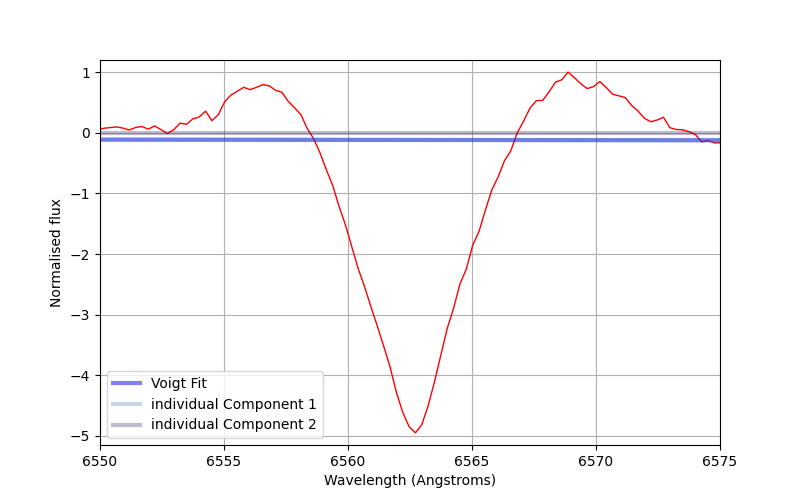 1
0
−1
−2
−3
−4
−5
Normalised flux
Voigt Fit
individual Component 1
individual Component 2
6550 6555 6560 6565 6570 6575
Wavelength (Angstroms)